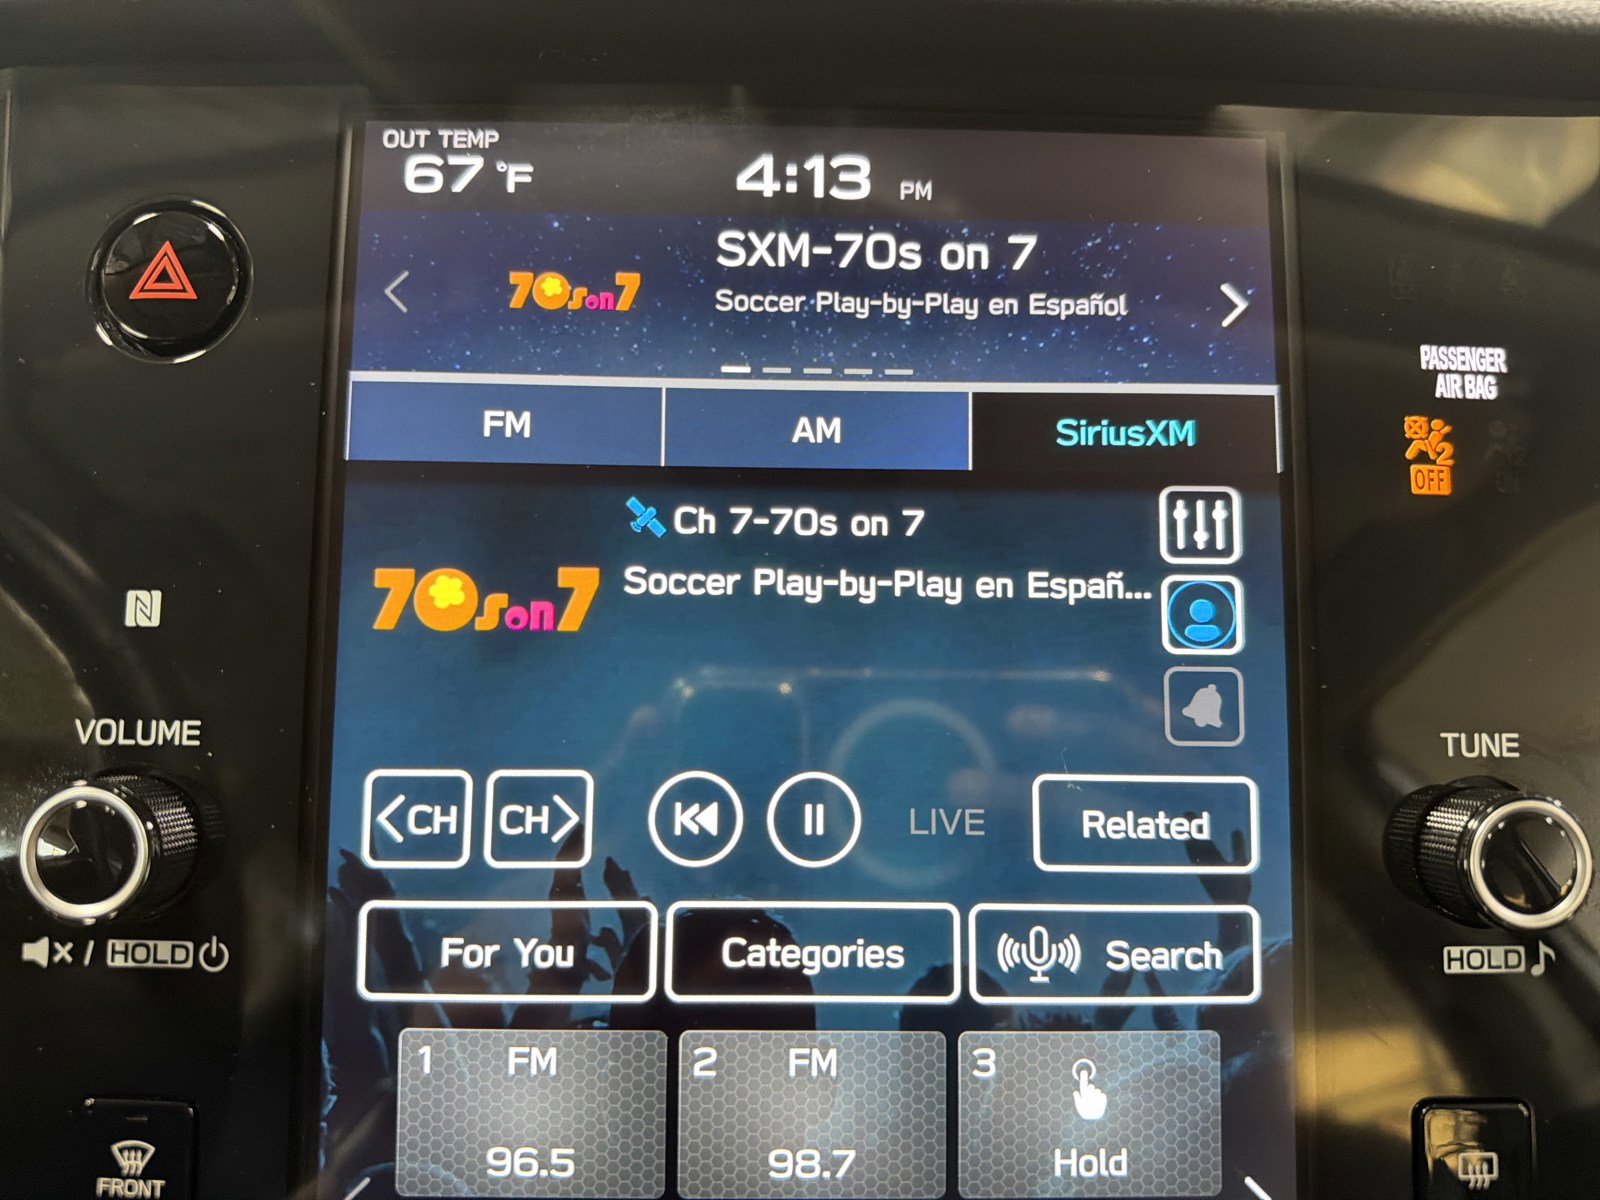 OUT TEMP
67 °F
4:13 PM
70s on 7
SXM-70s on 7
Soccer Play-by-Play en Español
PASSENGER
AIR BAG
2
OFF
FM
AM
SiriusXM
Ch 7-70s on 7
70s on 7
Soccer Play-by-Play en Españ...
N
VOLUME
TUNE
<CH
CH>
LIVE
Related
/ HOLD
HOLD
For You
Categories
Search
1 FM
96.5
2 FM
98.7
3
Hold
FRONT